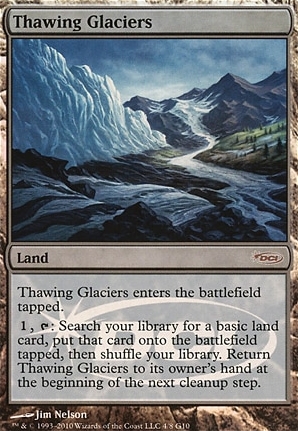 Thawing Glaciers
Land
DCI
Thawing Glaciers enters the battlefield
tapped.
1, : Search your library for a basic land
card, put that card onto the battlefield
tapped, then shuffle your library. Return
Thawing Glaciers to its owner's hand at
the beginning of the next cleanup step.
Jim Nelson
™ & © 1993-2010 Wizards of the Coast LLC 4/8 G10